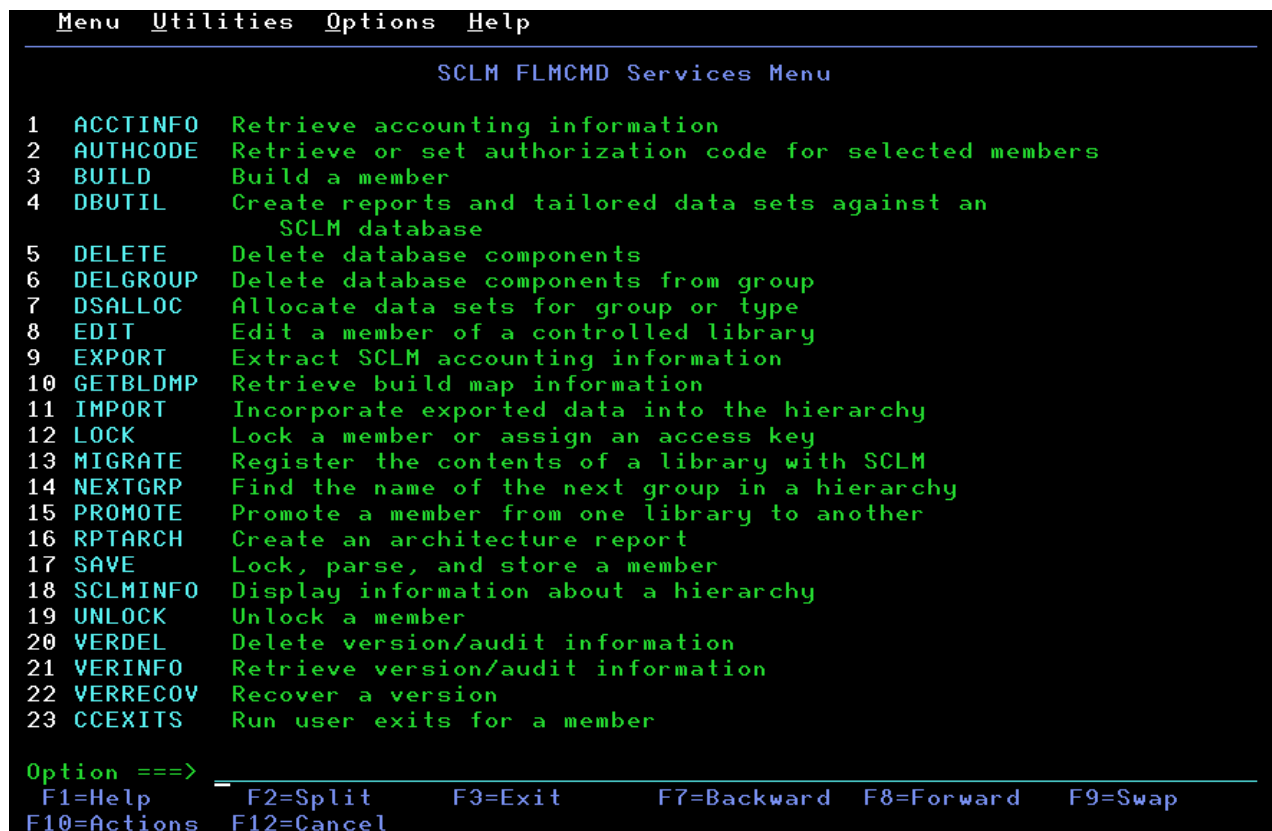 Menu Utilities Options Help
SCLM FLMCMD Services Menu
1 ACCTINFO Retrieve accounting information
2 AUTHCODE Retrieve or set authorization code for selected members
3 BUILD Build a member
4 DBUTIL Create reports and tailored data sets against an
SCLM database
5 DELETE Delete database components
6 DELGROUP Delete database components from group
7 DSALLOC Allocate data sets for group or type
8 EDIT Edit a member of a controlled library
9 EXPORT Extract SCLM accounting information
10 GETBLDMP Retrieve build map information
11 IMPORT Incorporate exported data into the hierarchy
12 LOCK Lock a member or assign an access key
13 MIGRATE Register the contents of a library with SCLM
14 NEXTGRP Find the name of the next group in a hierarchy
15 PROMOTE Promote a member from one library to another
16 RPTARCH Create an architecture report
17 SAVE Lock, parse, and store a member
18 SCLMINFO Display information about a hierarchy
19 UNLOCK Unlock a member
20 VERDEL Delete version/audit information
21 VERINFO Retrieve version/audit information
22 VERRECOV Recover a version
23 CCEXITS Run user exits for a member
Option ===>
F1=Help F2=Split F3=Exit F7=Backward F8=Forward F9=Swap
F10=Actions F12=Cancel